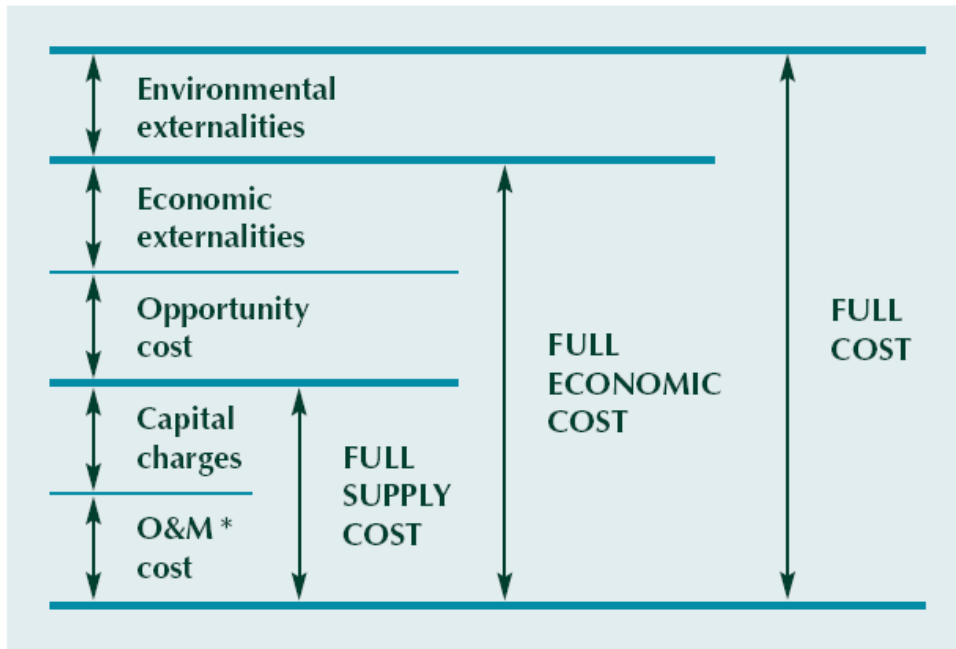 Environmental
externalities
Economic
externalities
Opportunity
cost
Capital
charges
O&M *
cost
FULL
SUPPLY
COST
FULL
ECONOMIC
COST
FULL
COST